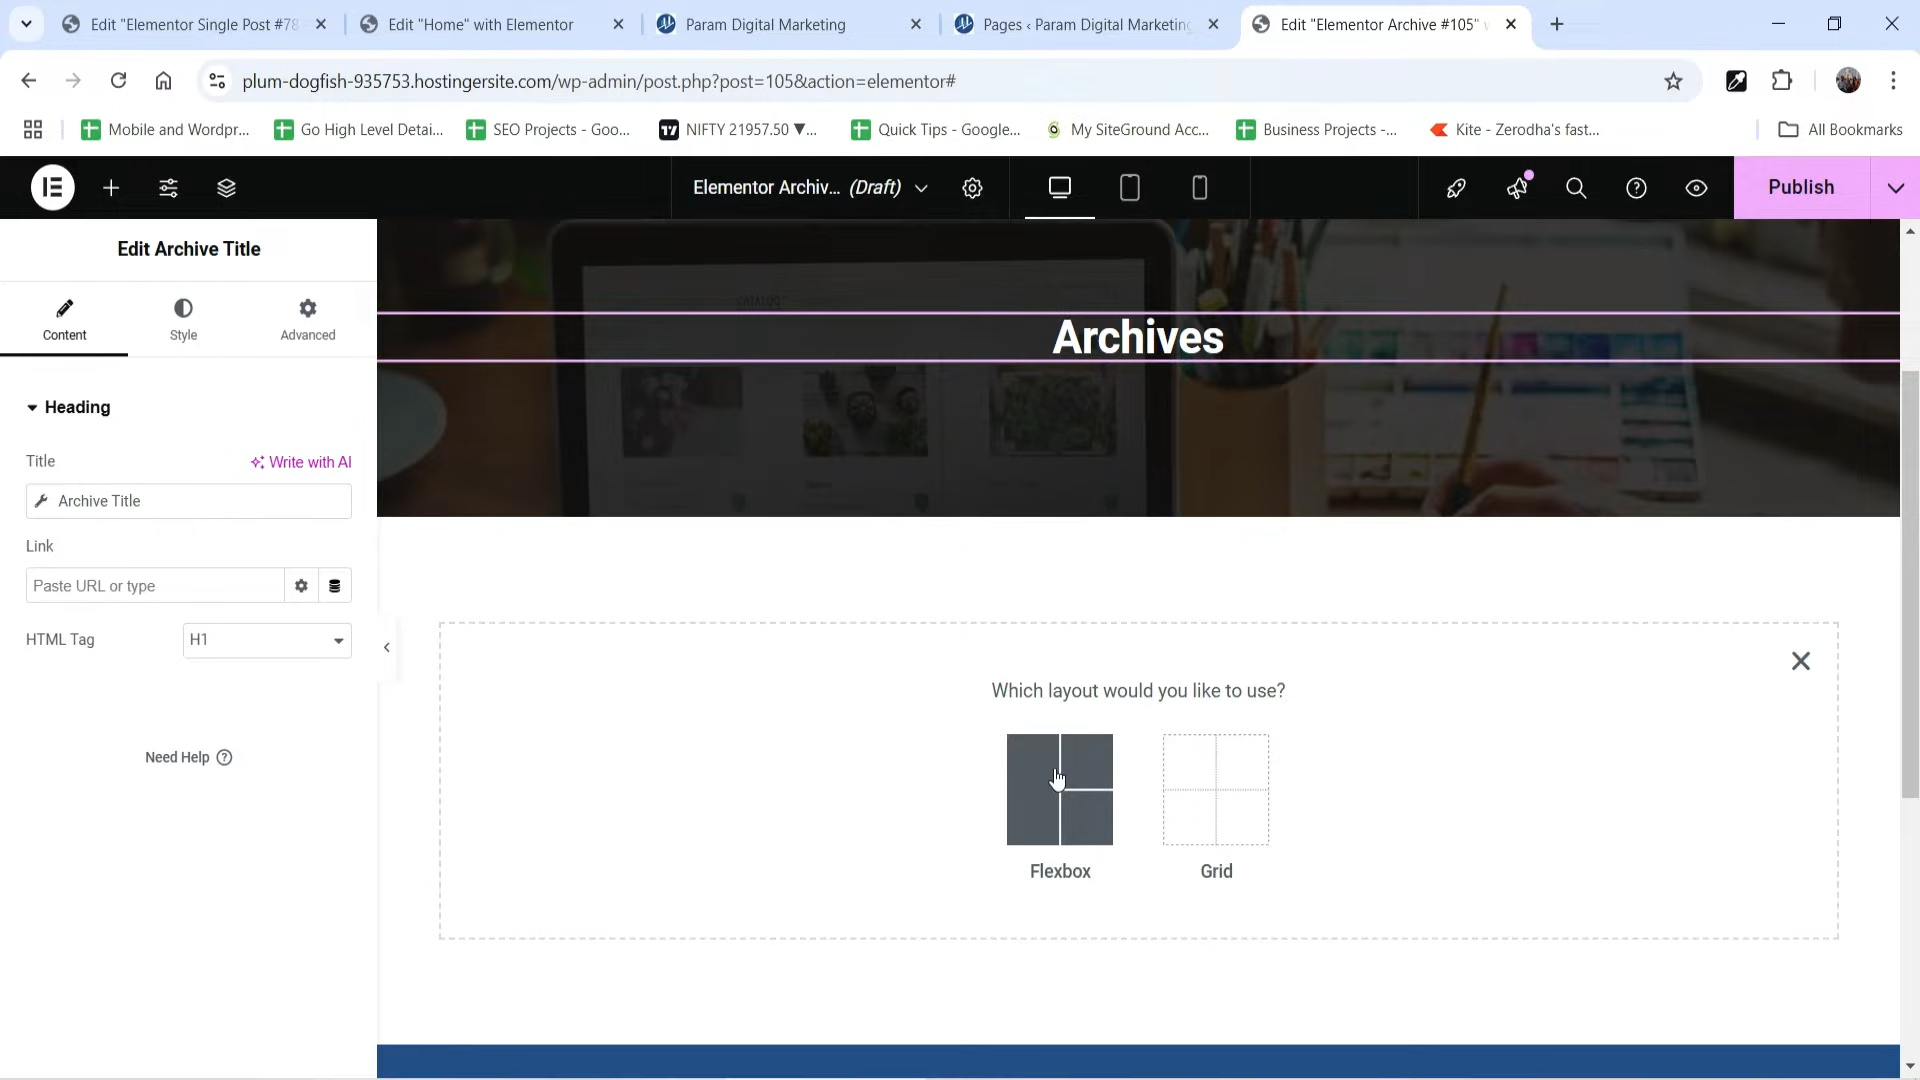 Edit "Elementor Single Post #78
Edit "Home" with Elementor
Param Digital Marketing
Pages ‹ Param Digital Marketing
Edit "Elementor Archive #105" w
plum-dogfish-935753.hostingersite.com/wp-admin/post.php?post=105&action=elementor#
Mobile and Wordpr...
Go High Level Detai...
SEO Projects - Goo...
NIFTY 21957.50 ▼...
Quick Tips - Google...
My SiteGround Acc...
Business Projects -...
Kite - Zerodha's fast...
All Bookmarks
Elementor Archiv... (Draft)
Publish
Edit Archive Title
Content
Style
Advanced
Heading
Title
Write with AI
Archive Title
Link
Paste URL or type
HTML Tag
H1
Need Help
CATALOG
Archives
Which layout would you like to use?
Flexbox
Grid